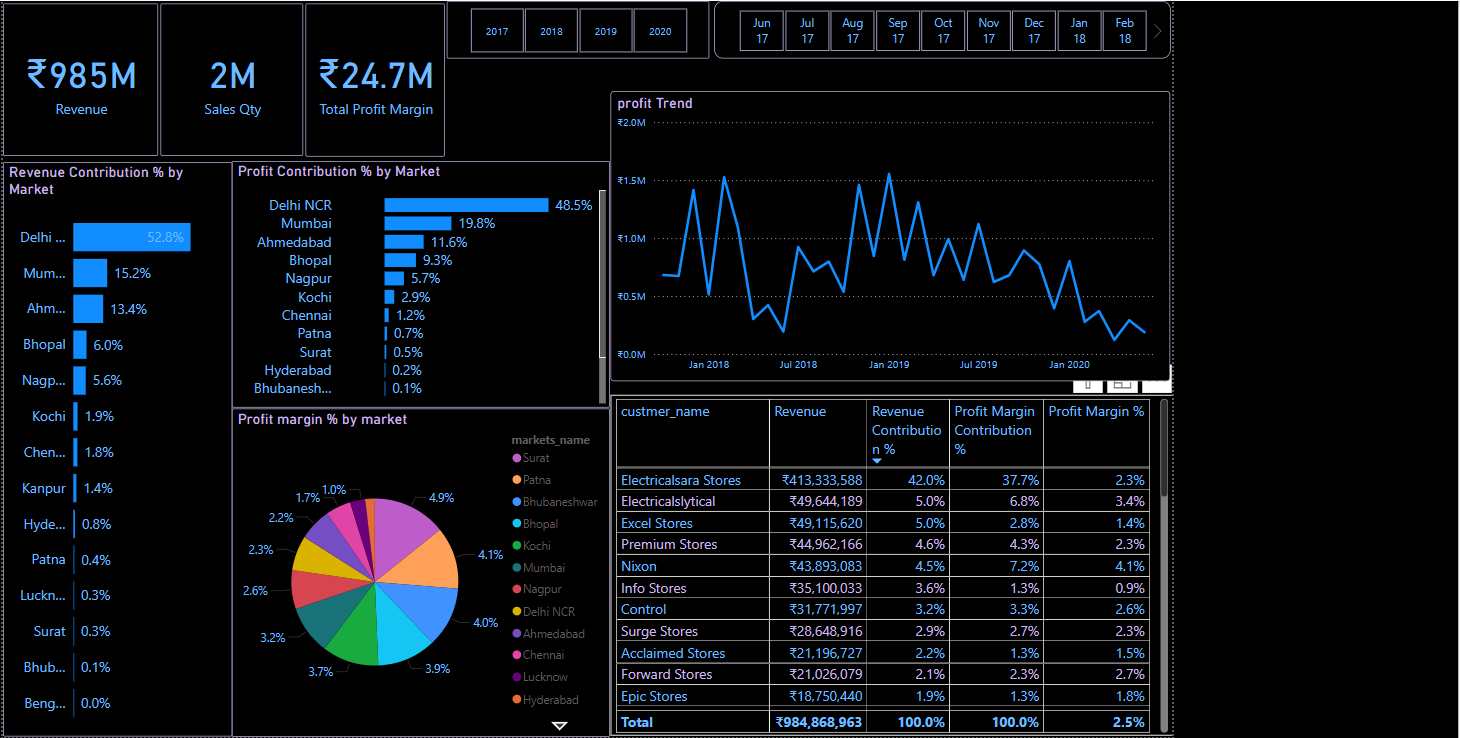 ₹985M
Revenue
2M
Sales Qty
₹24.7M
Total Profit Margin
2017
2018
2019
2020
Jun 17
Jul 17
Aug 17
Sep 17
Oct 17
Nov 17
Dec 17
Jan 18
Feb 18
Revenue Contribution % by
Market
Delhi ... 52.8%
Mum... 15.2%
Ahm... 13.4%
Bhopal 6.0%
Nagp... 5.6%
Kochi 1.9%
Chen... 1.8%
Kanpur 1.4%
Hyde... 0.8%
Patna 0.4%
Luckn... 0.3%
Surat 0.3%
Bhub... 0.1%
Beng... 0.0%
Profit Contribution % by Market
Delhi NCR 48.5%
Mumbai 19.8%
Ahmedabad 11.6%
Bhopal 9.3%
Nagpur 5.7%
Kochi 2.9%
Chennai 1.2%
Patna 0.7%
Surat 0.5%
Hyderabad 0.2%
Bhubanesh... 0.1%
Profit margin % by market
4.9%
4.1%
4.0%
3.9%
3.7%
3.2%
2.6%
2.3%
2.2%
1.7%
1.0%
markets_name
Surat
Patna
Bhubaneshwar
Bhopal
Kochi
Mumbai
Nagpur
Delhi NCR
Ahmedabad
Chennai
Lucknow
Hyderabad
profit Trend
₹2.0M
₹1.5M
₹1.0M
₹0.5M
₹0.0M
Jan 2018
Jul 2018
Jan 2019
Jul 2019
Jan 2020
custmer_name Revenue Revenue Profit Margin Profit Margin %
Contributio Contribution
n % %
Electricalsara Stores ₹413,333,588 42.0% 37.7% 2.3%
Electricalslytical ₹49,644,189 5.0% 6.8% 3.4%
Excel Stores ₹49,115,620 5.0% 2.8% 1.4%
Premium Stores ₹44,962,166 4.6% 4.3% 2.3%
Nixon ₹43,893,083 4.5% 7.2% 4.1%
Info Stores ₹35,100,033 3.6% 1.3% 0.9%
Control ₹31,771,997 3.2% 3.3% 2.6%
Surge Stores ₹28,648,916 2.9% 2.7% 2.3%
Acclaimed Stores ₹21,196,727 2.2% 1.3% 1.5%
Forward Stores ₹21,026,079 2.1% 2.3% 2.7%
Epic Stores ₹18,750,440 1.9% 1.3% 1.8%
Total ₹984,868,963 100.0% 100.0% 2.5%